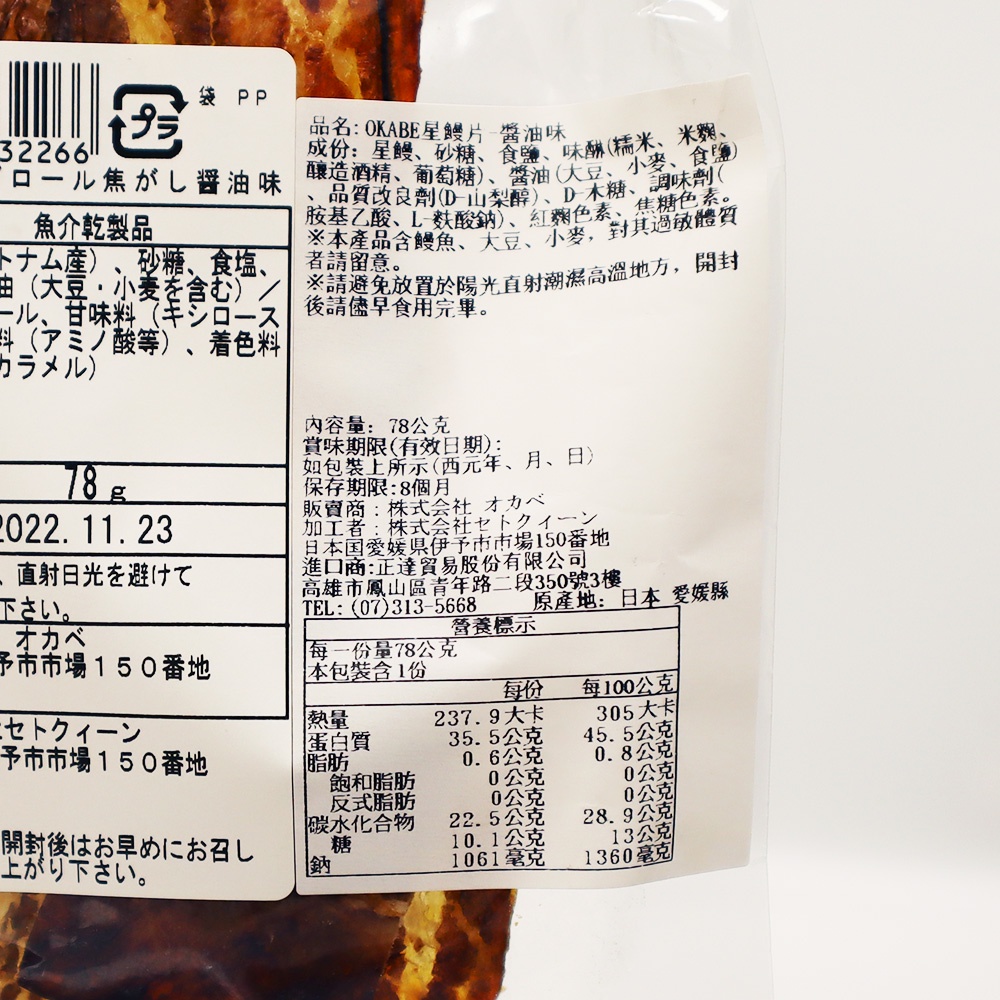 32266
プラ
袋 PP
ロール焦がし醤油味
魚介乾製品
トナム産）、砂糖、食塩、
油（大豆・小麦を含む）／
ール、甘味料（キシロース
料（アミノ酸等）、着色料
カラメル）
78 g
2022.11.23
、直射日光を避けて
下さい。
オカベ
予市市場１５０番地
セトクィーン
予市市場１５０番地
開封後はお早めにお召し
上がり下さい。
品名:OKABE星鰻片-醬油味
成份: 星鰻、砂糖、食鹽、味醂(糯米、米麴、
釀造酒精、葡萄糖)、醬油(大豆、小麥、食鹽)
、品質改良劑(D-山梨醇)、D-木糖、調味劑(
胺基乙酸、L-麩酸鈉)、紅麴色素、焦糖色素。
※本產品含鰻魚、大豆、小麥，對其過敏體質
者請留意。
※請避免放置於陽光直射潮濕高溫地方，開封
後請儘早食用完畢。
內容量: 78公克
賞味期限(有效日期):
如包裝上所示(西元年、月、日)
保存期限:8個月
販賣商：株式会社 オカベ
加工者：株式会社セトクィーン
日本国愛媛県伊予市市場150番地
進口商:正達貿易股份有限公司
高雄市鳳山區青年路二段350號3樓
TEL:(07)313-5668 原產地: 日本 愛媛縣
營養標示
每一份量78公克
本包裝含1份
每份 每100公克
熱量 237.9大卡 305大卡
蛋白質 35.5公克 45.5公克
脂肪 0.6公克 0.8公克
飽和脂肪 0公克 0公克
反式脂肪 0公克 0公克
碳水化合物 22.5公克 28.9公克
糖 10.1公克 13公克
鈉 1061毫克 1360毫克